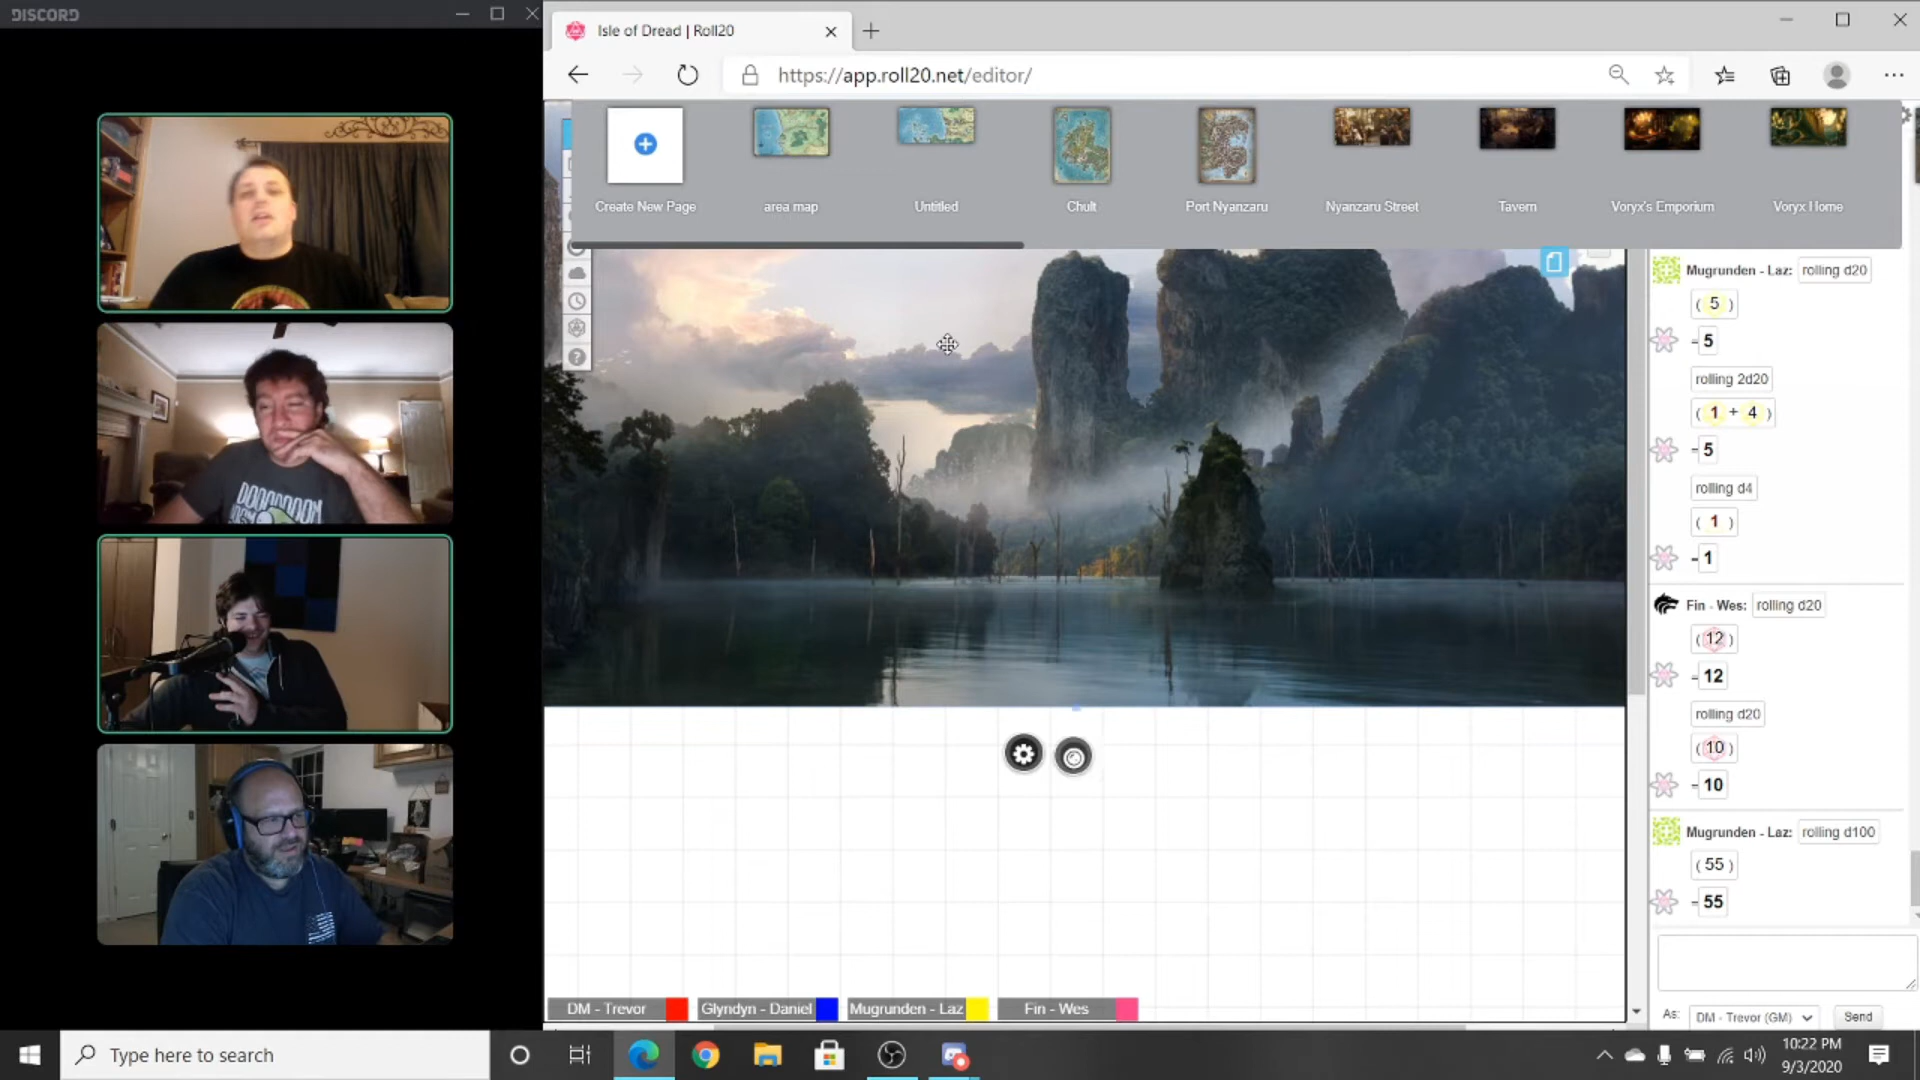 DISCORD
Isle of Dread | Roll20
https://app.roll20.net/editor/
Create New Page
area map
Untitled
Chult
Port Nyanzaru
Nyanzaru Street
Tavern
Voryx's Emporium
Voryx Home
Mugrunden - Laz: rolling d20
( 5 )
=5
rolling 2d20
( 1 + 4 )
=5
rolling d4
( 1 )
=1
Fin - Wes: rolling d20
( 12 )
=12
rolling d20
( 10 )
=10
Mugrunden - Laz: rolling d100
( 55 )
=55
DM - Trevor
Glyndyn - Daniel
Mugrunden - Laz
Fin - Wes
As: DM - Trevor (GM)
Send
Type here to search
10:22 PM
9/3/2020